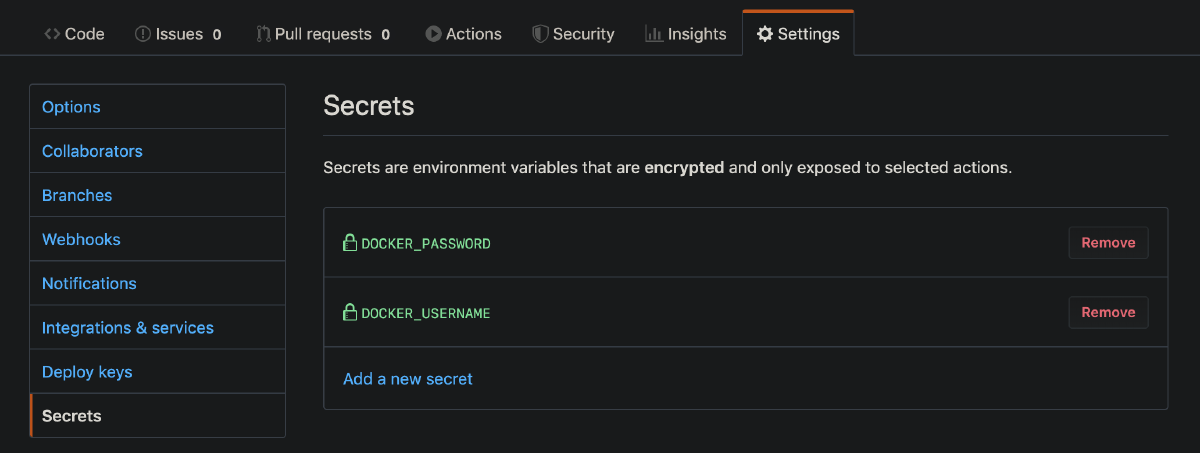 Code Issues 0 Pull requests 0 Actions Security Insights Settings
Options
Collaborators
Branches
Webhooks
Notifications
Integrations & services
Deploy keys
Secrets
Secrets
Secrets are environment variables that are encrypted and only exposed to selected actions.
DOCKER_PASSWORD Remove
DOCKER_USERNAME Remove
Add a new secret